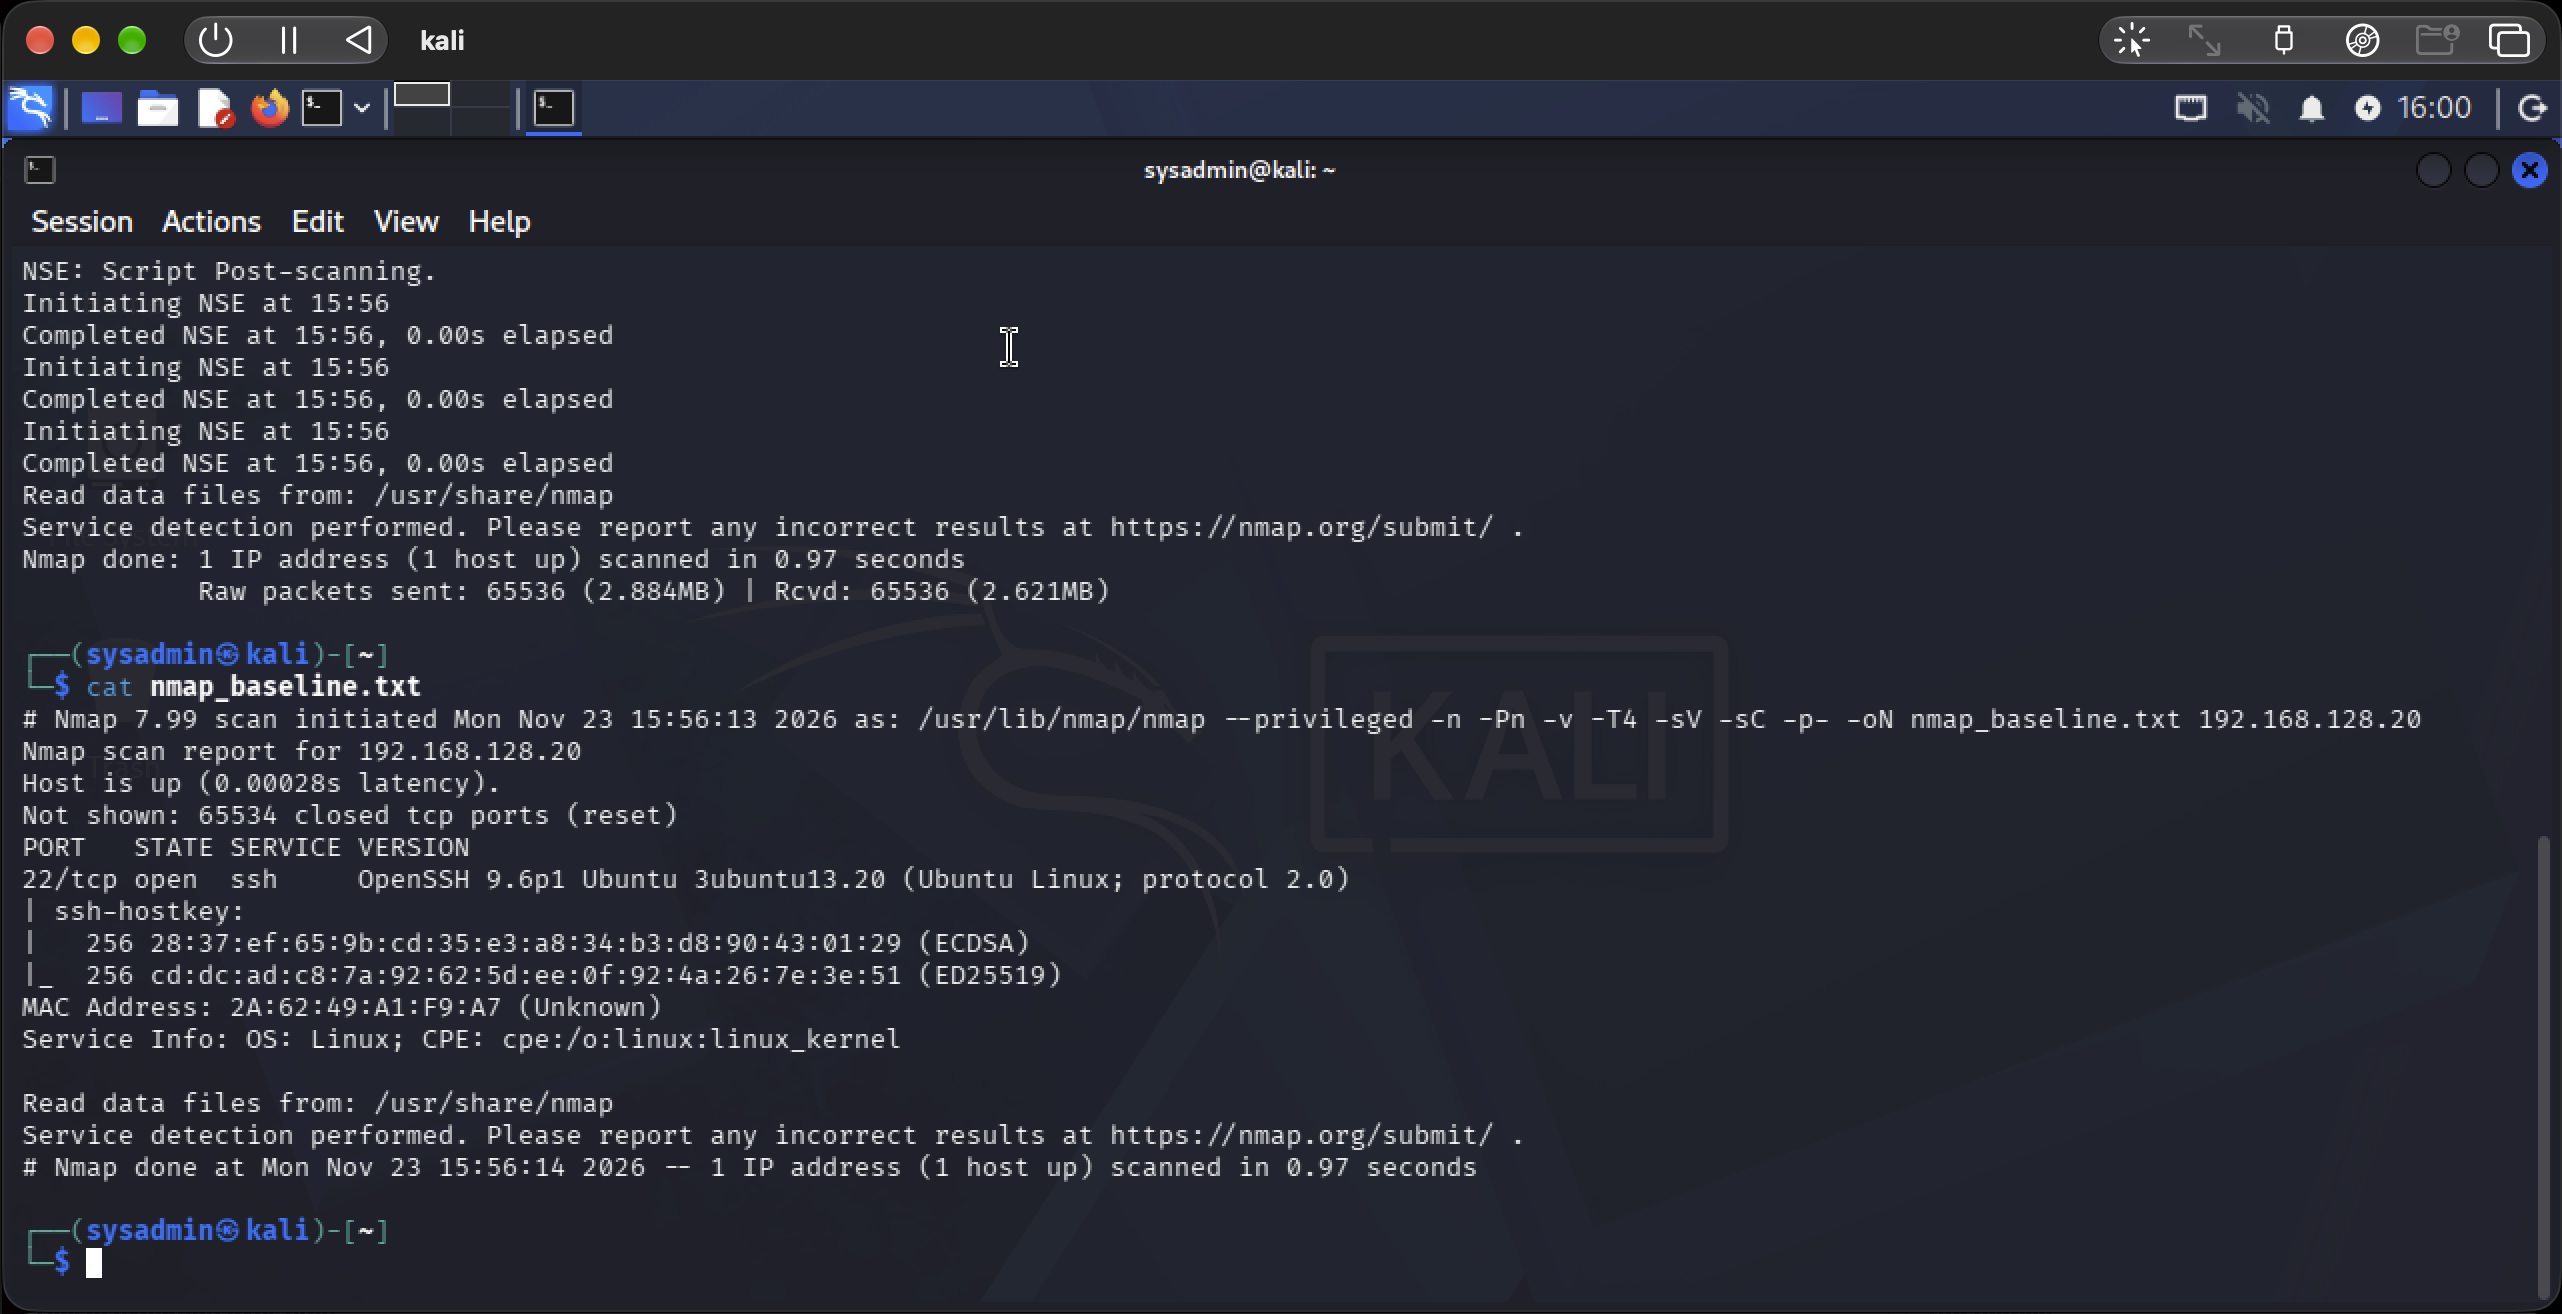 kali
16:00
sysadmin@kali: ~
Session Actions Edit View Help
NSE: Script Post-scanning.
Initiating NSE at 15:56
Completed NSE at 15:56, 0.00s elapsed
Initiating NSE at 15:56
Completed NSE at 15:56, 0.00s elapsed
Initiating NSE at 15:56
Completed NSE at 15:56, 0.00s elapsed
Read data files from: /usr/share/nmap
Service detection performed. Please report any incorrect results at https://nmap.org/submit/ .
Nmap done: 1 IP address (1 host up) scanned in 0.97 seconds
           Raw packets sent: 65536 (2.884MB) | Rcvd: 65536 (2.621MB)
┌──(sysadmin㉿kali)-[~]
└─$ cat nmap_baseline.txt
# Nmap 7.99 scan initiated Mon Nov 23 15:56:13 2026 as: /usr/lib/nmap/nmap --privileged -n -Pn -v -T4 -sV -sC -p- -oN nmap_baseline.txt 192.168.128.20
Nmap scan report for 192.168.128.20
Host is up (0.00028s latency).
Not shown: 65534 closed tcp ports (reset)
PORT   STATE SERVICE VERSION
22/tcp open  ssh     OpenSSH 9.6p1 Ubuntu 3ubuntu13.20 (Ubuntu Linux; protocol 2.0)
| ssh-hostkey:
|   256 28:37:ef:65:9b:cd:35:e3:a8:34:b3:d8:90:43:01:29 (ECDSA)
|_  256 cd:dc:ad:c8:7a:92:62:5d:ee:0f:92:4a:26:7e:3e:51 (ED25519)
MAC Address: 2A:62:49:A1:F9:A7 (Unknown)
Service Info: OS: Linux; CPE: cpe:/o:linux:linux_kernel
Read data files from: /usr/share/nmap
Service detection performed. Please report any incorrect results at https://nmap.org/submit/ .
# Nmap done at Mon Nov 23 15:56:14 2026 -- 1 IP address (1 host up) scanned in 0.97 seconds
┌──(sysadmin㉿kali)-[~]
└─$
KALI
Trash